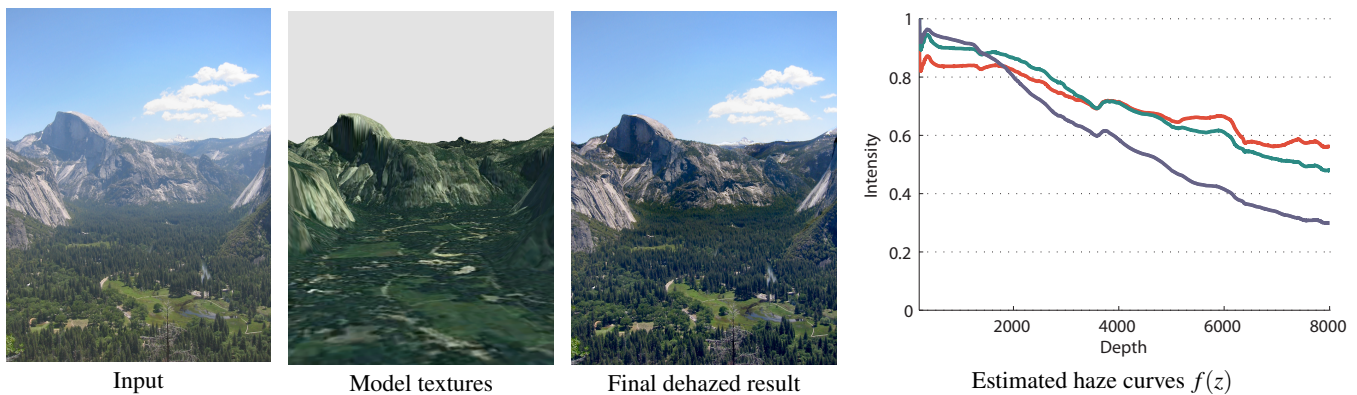 Input
Model textures
Final dehazed result
1
0.8
0.6
0.4
0.2
0
Intensity
2000
4000
6000
8000
Depth
Estimated haze curves f(z)